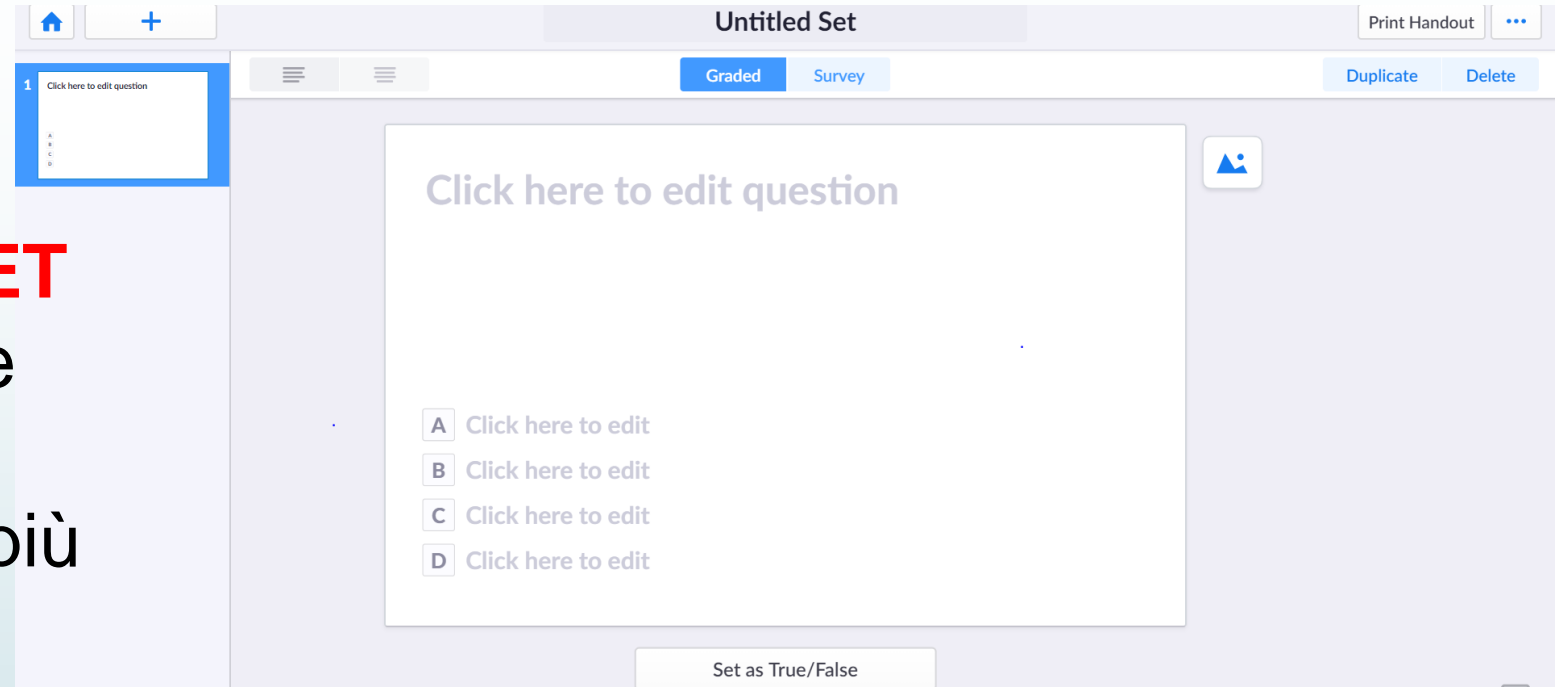 +
Untitled Set
Print Handout
...
1
Click here to edit question
A
B
C
D
Graded
Survey
Duplicate
Delete
Click here to edit question
A Click here to edit
B Click here to edit
C Click here to edit
D Click here to edit
Set as True/False
ET
e
più